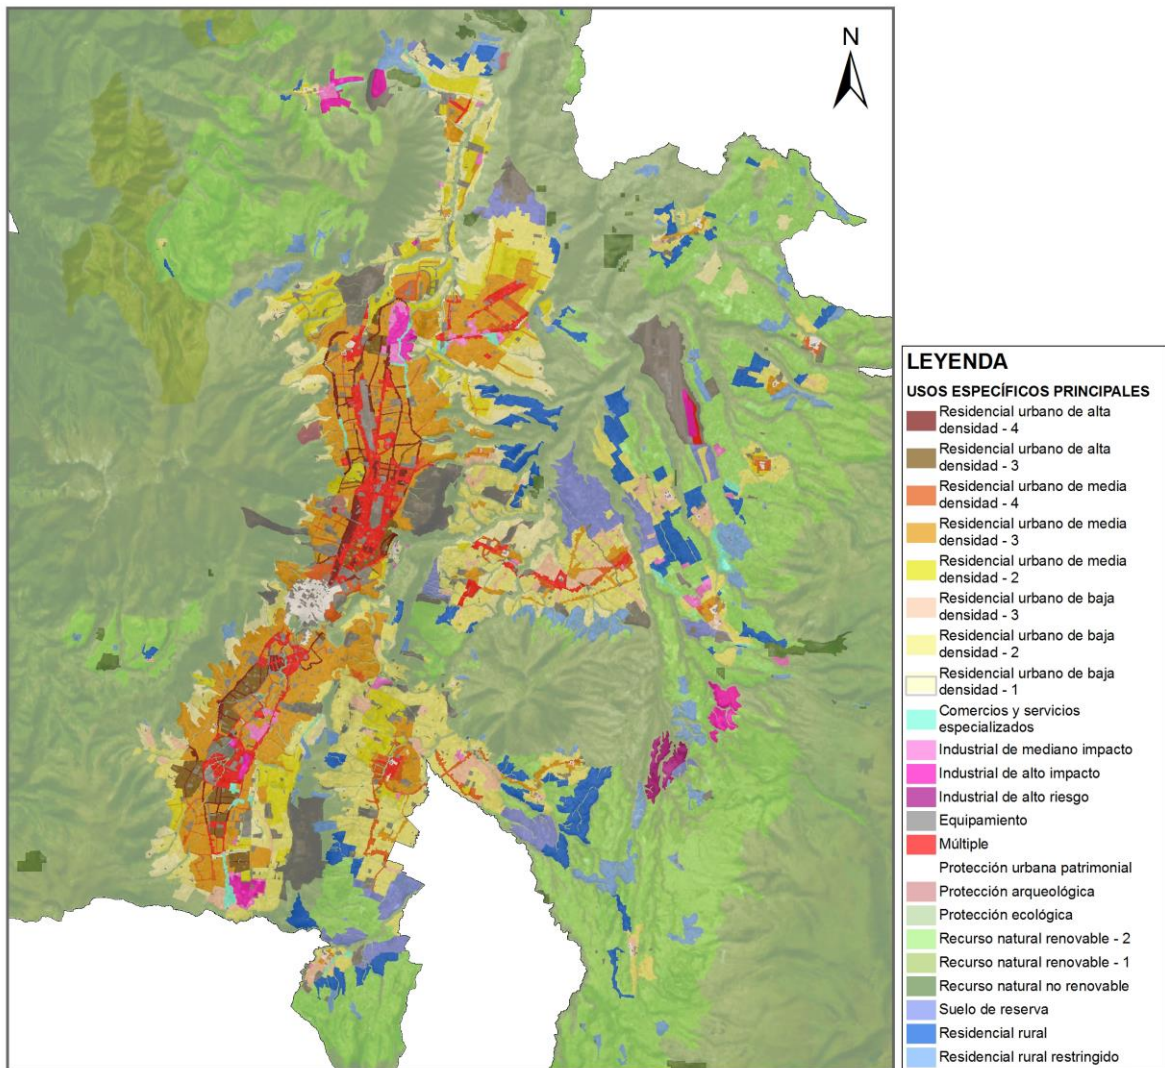 N
LEYENDA
USOS ESPECÍFICOS PRINCIPALES
Residencial urbano de alta
densidad - 4
Residencial urbano de alta
densidad - 3
Residencial urbano de media
densidad - 4
Residencial urbano de media
densidad - 3
Residencial urbano de media
densidad - 2
Residencial urbano de baja
densidad - 3
Residencial urbano de baja
densidad - 2
Residencial urbano de baja
densidad - 1
Comercios y servicios
especializados
Industrial de mediano impacto
Industrial de alto impacto
Industrial de alto riesgo
Equipamiento
Múltiple
Protección urbana patrimonial
Protección arqueológica
Protección ecológica
Recurso natural renovable - 2
Recurso natural renovable - 1
Recurso natural no renovable
Suelo de reserva
Residencial rural
Residencial rural restringido